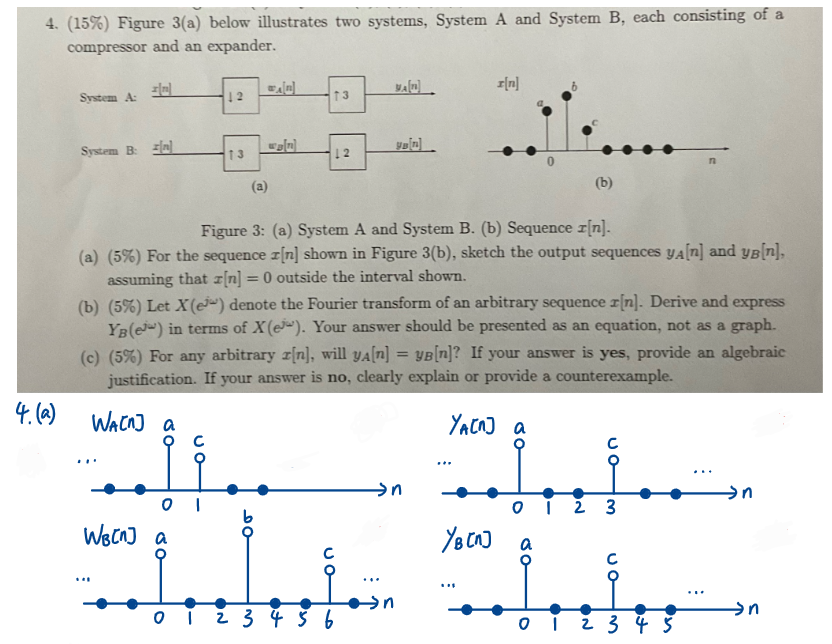 4. (15%) Figure 3(a) below illustrates two systems, System A and System B, each consisting of a
compressor and an expander.
System A: x[n] ↓2 w_A[n] ↑3 y_A[n]
x[n] a b c
0 n
System B: x[n] ↑3 w_B[n] ↓2 y_B[n]
(a) (b)
Figure 3: (a) System A and System B. (b) Sequence x[n].
(a) (5%) For the sequence x[n] shown in Figure 3(b), sketch the output sequences y_A[n] and y_B[n],
assuming that x[n] = 0 outside the interval shown.
(b) (5%) Let X(e^{jω}) denote the Fourier transform of an arbitrary sequence x[n]. Derive and express
Y_B(e^{jω}) in terms of X(e^{jω}). Your answer should be presented as an equation, not as a graph.
(c) (5%) For any arbitrary x[n], will y_A[n] = y_B[n]? If your answer is yes, provide an algebraic
justification. If your answer is no, clearly explain or provide a counterexample.
4.(a)
W_A[n] a c
... n
0 1
Y_A[n] a c
... ... n
0 1 2 3
W_B[n] a b c
... ... n
0 1 2 3 4 5 6
Y_B[n] a c
... ... n
0 1 2 3 4 5